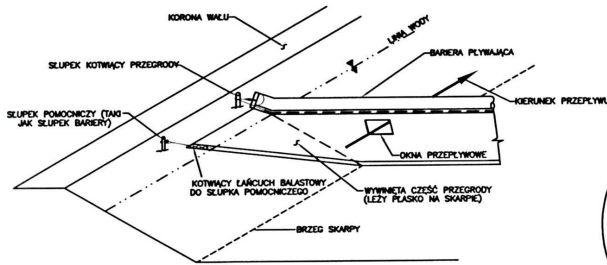 KORONA WAŁU
LINIA WODY
SŁUPEK KOTWIĄCY PRZEGRODY
BARIERA PŁYWAJĄCA
KIERUNEK PRZEPŁYWU
SŁUPEK POMOCNICZY (TAKI
JAK SŁUPEK BARIERY)
OKNA PRZEPŁYWOWE
KOTWIĄCY ŁAŃCUCH BALASTOWY
DO SŁUPKA POMOCNICZEGO
WYWINIĘTA CZĘŚĆ PRZEGRODY
(LEŻY PŁASKO NA SKARPIE)
BRZEG SKARPY